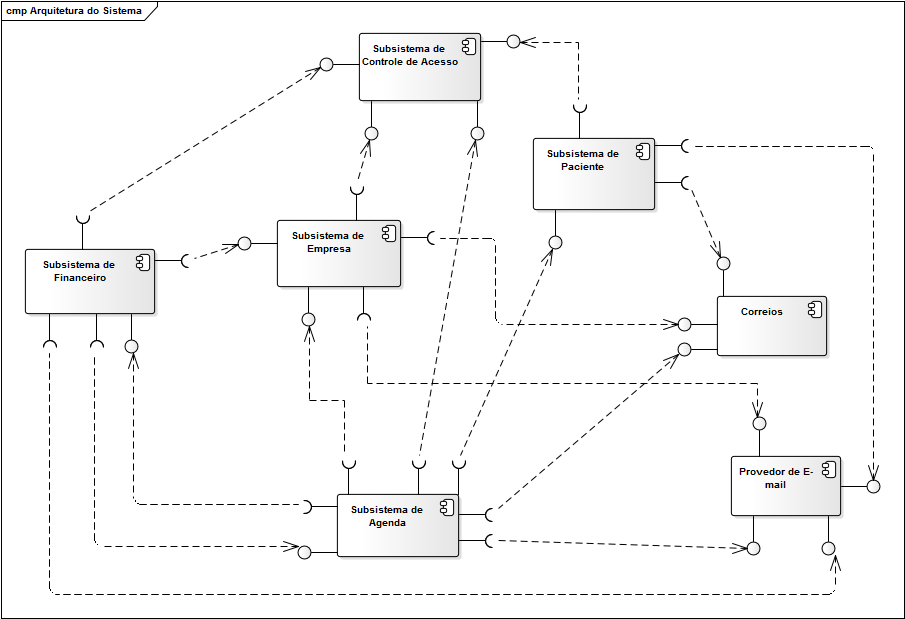 cmp Arquitetura do Sistema
Subsistema de
Controle de Acesso
Subsistema de
Paciente
Subsistema de
Empresa
Subsistema de
Financeiro
Correios
Provedor de E-
mail
Subsistema de
Agenda